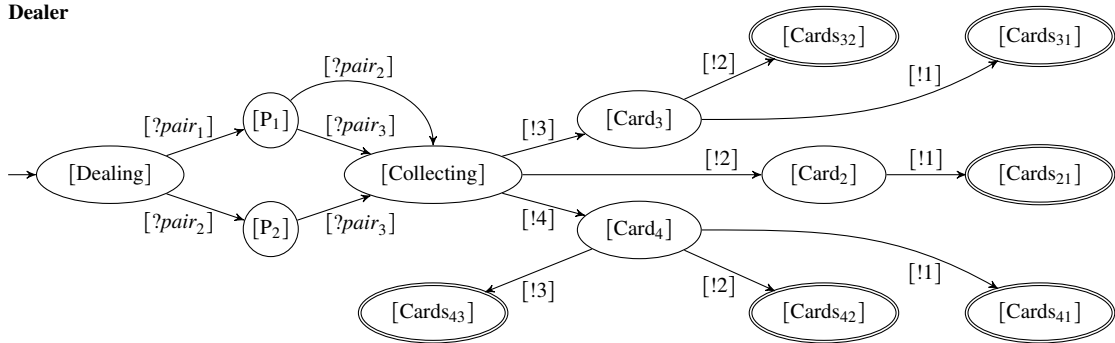 Dealer
[Cards₃₂]
[Cards₃₁]
[?pair₂]
[!2]
[!1]
[P₁]
[Card₃]
[?pair₁]
[?pair₃]
[!3]
[Dealing]
[Collecting]
[!2]
[Card₂]
[!1]
[Cards₂₁]
[?pair₂]
[P₂]
[?pair₃]
[!4]
[Card₄]
[!3]
[!2]
[!1]
[Cards₄₃]
[Cards₄₂]
[Cards₄₁]